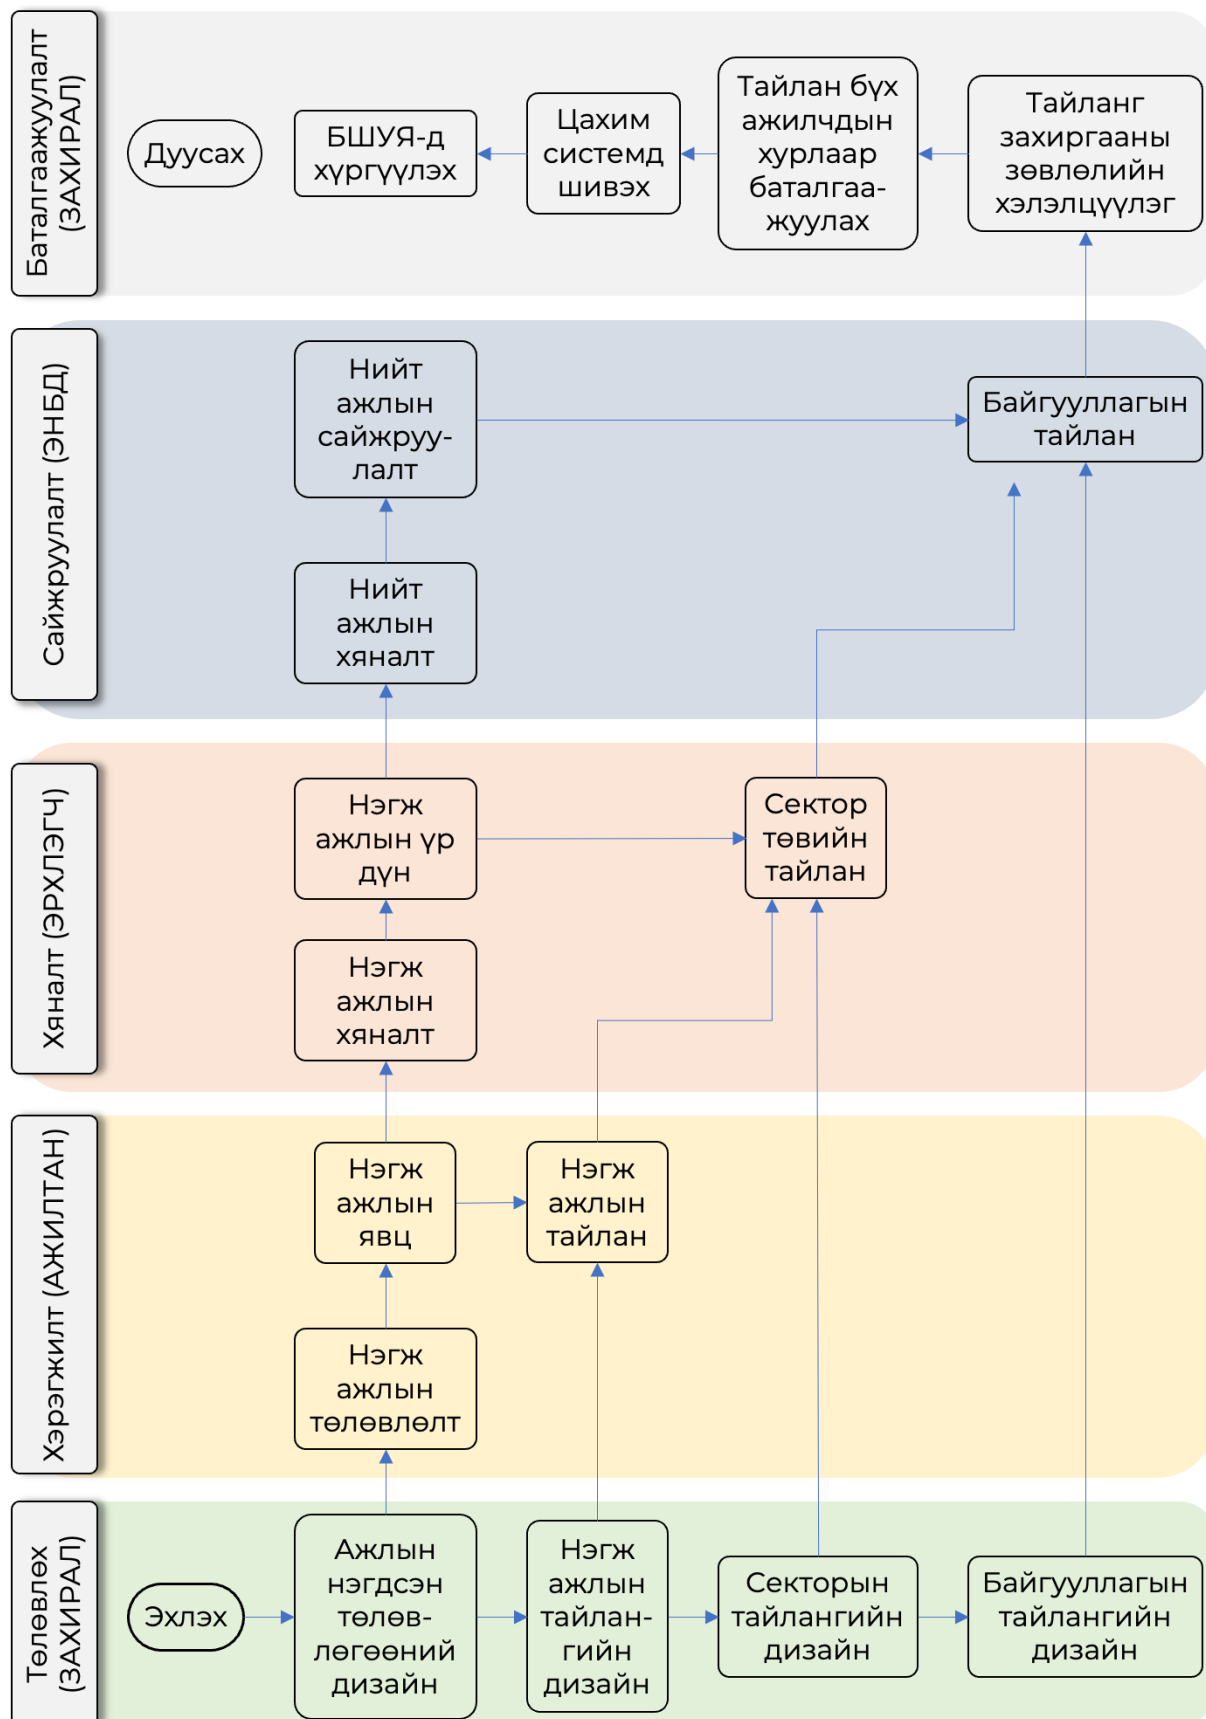 Баталгаажуулалт
(ЗАХИРАЛ)
Дуусах
БШУЯ-д
хүргүүлэх
Цахим
системд
шивэх
Тайлан бүх
ажилчдын
хурлаар
баталгаа-
жуулах
Тайланг
захиргааны
зөвлөлийн
хэлэлцүүлэг
Сайжруулалт (ЭНБД)
Нийт
ажлын
сайжруу-
лалт
Байгууллагын
тайлан
Нийт
ажлын
хяналт
Хяналт (ЭРХЛЭГЧ)
Нэгж
ажлын үр
дүн
Сектор
төвийн
тайлан
Нэгж
ажлын
хяналт
Хэрэгжилт (АЖИЛТАН)
Нэгж
ажлын
явц
Нэгж
ажлын
тайлан
Нэгж
ажлын
төлөвлөлт
Төлөвлөх
(ЗАХИРАЛ)
Эхлэх
Ажлын
нэгдсэн
төлөв-
лөгөөний
дизайн
Нэгж
ажлын
тайлан-
гийн
дизайн
Секторын
тайлангийн
дизайн
Байгууллагын
тайлангийн
дизайн